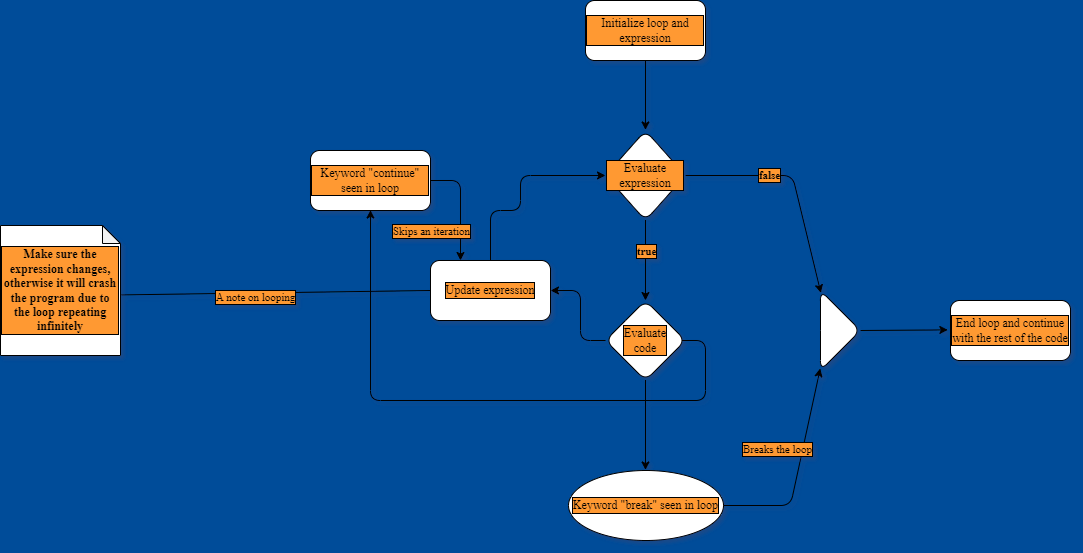 Initialize loop and
expression
Evaluate
expression
false
true
Keyword "continue"
seen in loop
Skips an iteration
Make sure the
expression changes,
otherwise it will crash
the program due to
the loop repeating
infinitely
A note on looping
Update expression
Evaluate
code
End loop and continue
with the rest of the code
Breaks the loop
Keyword "break" seen in loop